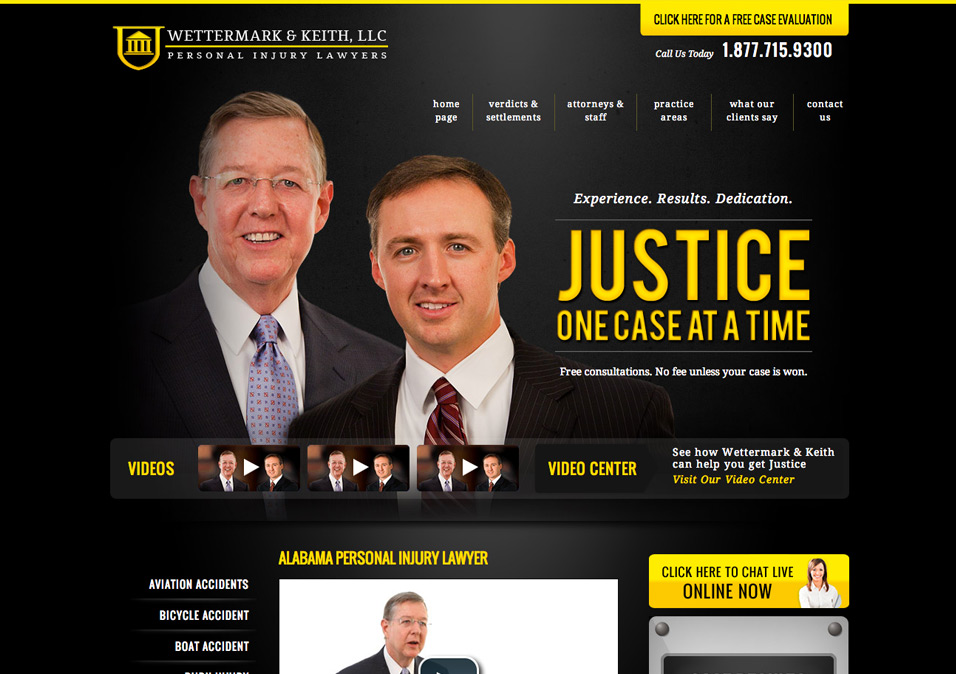 CLICK HERE FOR A FREE CASE EVALUATION
WETTERMARK & KEITH, LLC
PERSONAL INJURY LAWYERS
Call Us Today 1.877.715.9300
home page
verdicts & settlements
attorneys & staff
practice areas
what our clients say
contact us
Experience. Results. Dedication.
JUSTICE
ONE CASE AT A TIME
Free consultations. No fee unless your case is won.
VIDEOS
VIDEO CENTER
See how Wettermark & Keith
can help you get Justice
Visit Our Video Center
ALABAMA PERSONAL INJURY LAWYER
AVIATION ACCIDENTS
BICYCLE ACCIDENT
BOAT ACCIDENT
CLICK HERE TO CHAT LIVE
ONLINE NOW